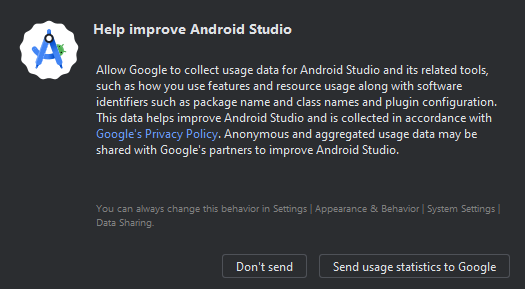 Help improve Android Studio
Allow Google to collect usage data for Android Studio and its related tools,
such as how you use features and resource usage along with software
identifiers such as package name and class names and plugin configuration.
This data helps improve Android Studio and is collected in accordance with
Google's Privacy Policy. Anonymous and aggregated usage data may be
shared with Google's partners to improve Android Studio.
You can always change this behavior in Settings | Appearance & Behavior | System Settings |
Data Sharing.
Don't send
Send usage statistics to Google